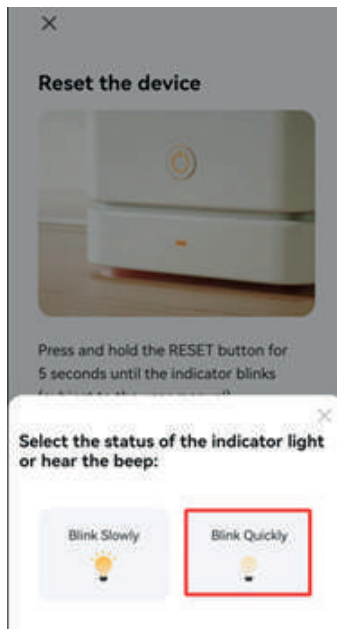 Reset the device
Press and hold the RESET button for
5 seconds until the indicator blinks
Select the status of the indicator light
or hear the beep:
Blink Slowly
Blink Quickly